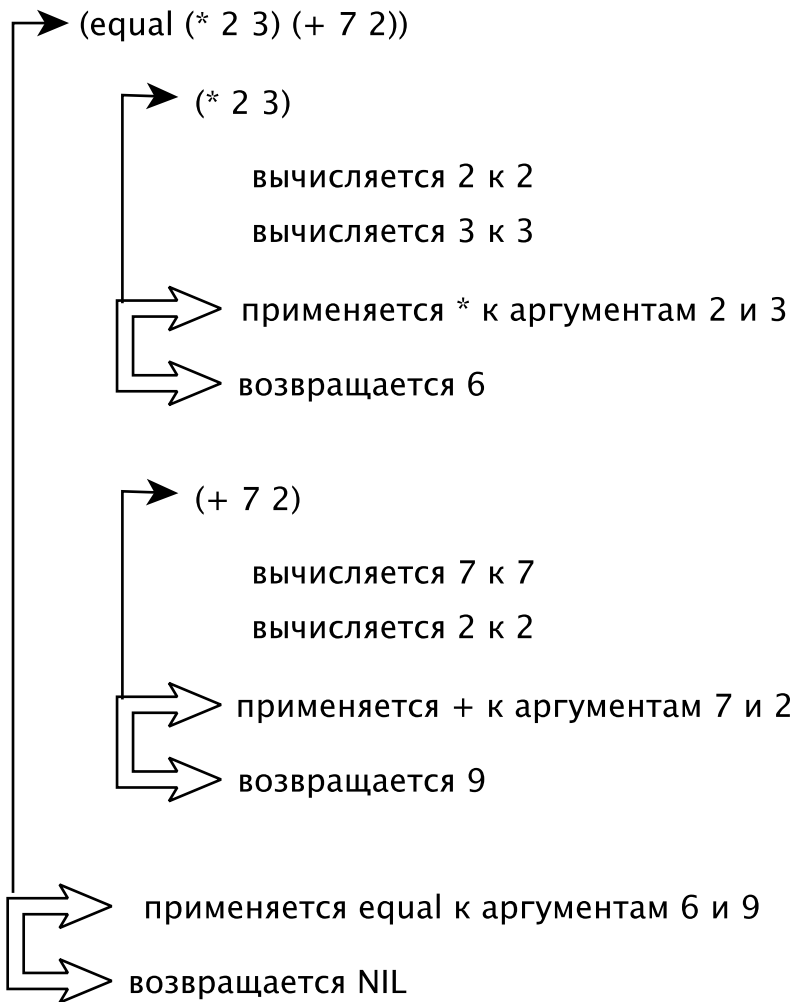 (equal (* 2 3) (+ 7 2))
(* 2 3)
вычисляется 2 к 2
вычисляется 3 к 3
применяется * к аргументам 2 и 3
возвращается 6
(+ 7 2)
вычисляется 7 к 7
вычисляется 2 к 2
применяется + к аргументам 7 и 2
возвращается 9
применяется equal к аргументам 6 и 9
возвращается NIL